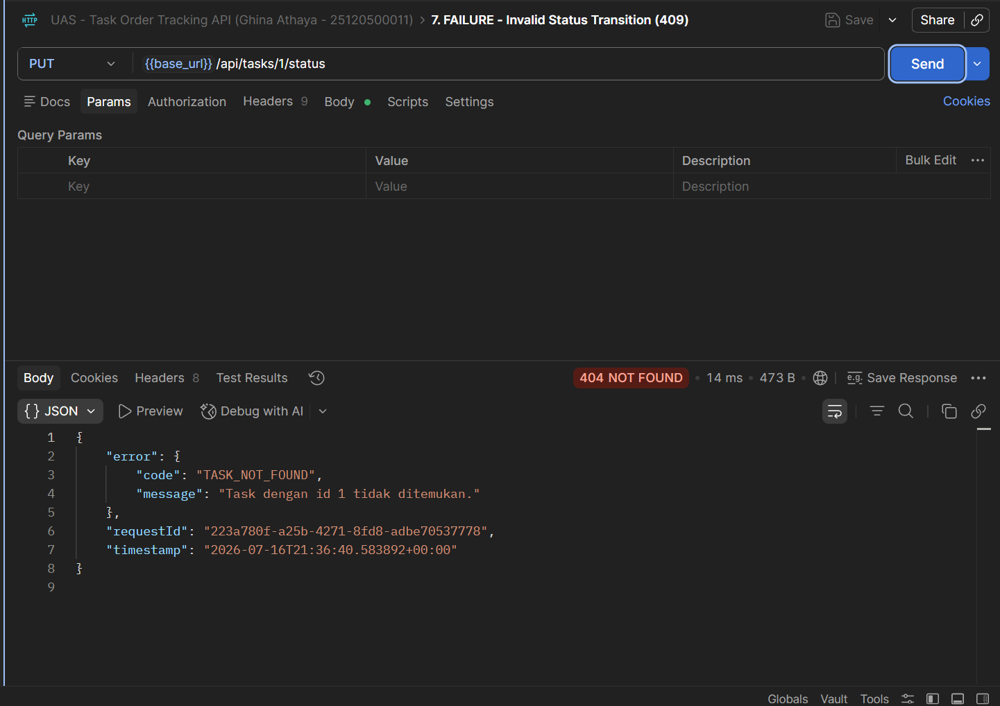 HTTP UAS - Task Order Tracking API (Ghina Athaya - 25120500011) > 7. FAILURE - Invalid Status Transition (409) Save Share
PUT {{base_url}} /api/tasks/1/status Send
Docs Params Authorization Headers 9 Body Scripts Settings Cookies
Query Params
Key Value Description Bulk Edit
Key Value Description
Body Cookies Headers 8 Test Results 404 NOT FOUND 14 ms 473 B e.g. Save Response
{ } JSON Preview Debug with AI
1 {
2 "error": {
3 "code": "TASK_NOT_FOUND",
4 "message": "Task dengan id 1 tidak ditemukan."
5 },
6 "requestId": "223a780f-a25b-4271-8fd8-adbe70537778",
7 "timestamp": "2026-07-16T21:36:40.583892+00:00"
8 }
9
Globals Vault Tools